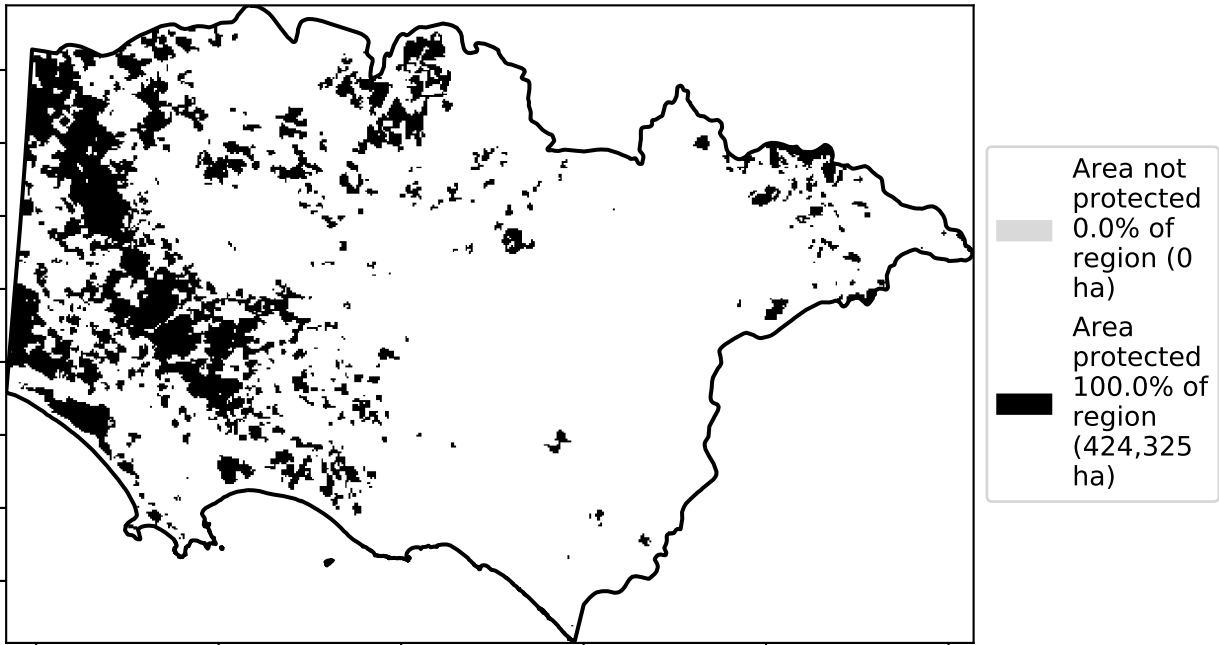 Area not
protected
0.0% of
region (0
ha)
Area
protected
100.0% of
region
(424,325
ha)